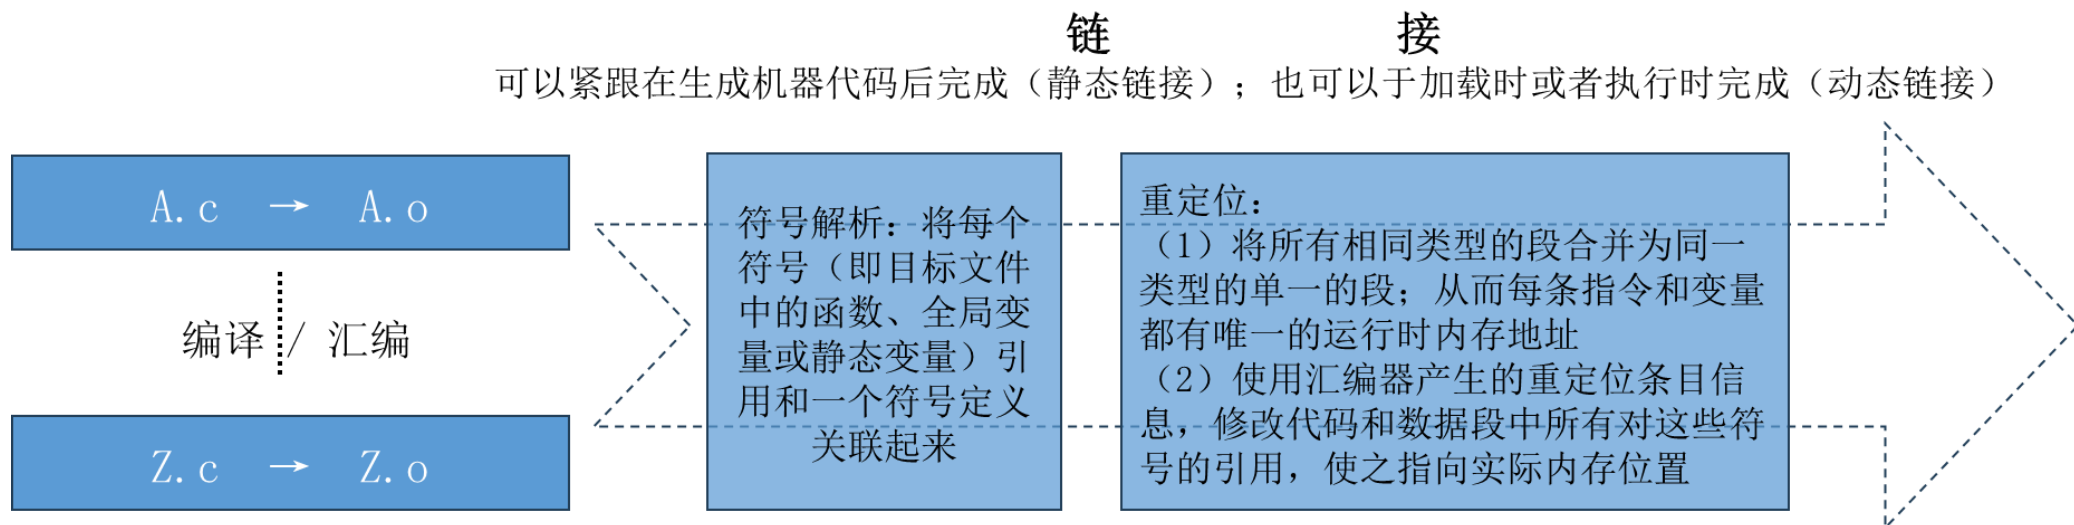 链 接
可以紧跟在生成机器代码后完成（静态链接）；也可以于加载时或者执行时完成（动态链接）
A.c → A.o
编译 / 汇编
Z.c → Z.o
符号解析：将每个
符号（即目标文件
中的函数、全局变
量或静态变量）引
用和一个符号定义
关联起来
重定位：
（1）将所有相同类型的段合并为同一
类型的单一的段；从而每条指令和变量
都有唯一的运行时内存地址
（2）使用汇编器产生的重定位条目信
息，修改代码和数据段中所有对这些符
号的引用，使之指向实际内存位置